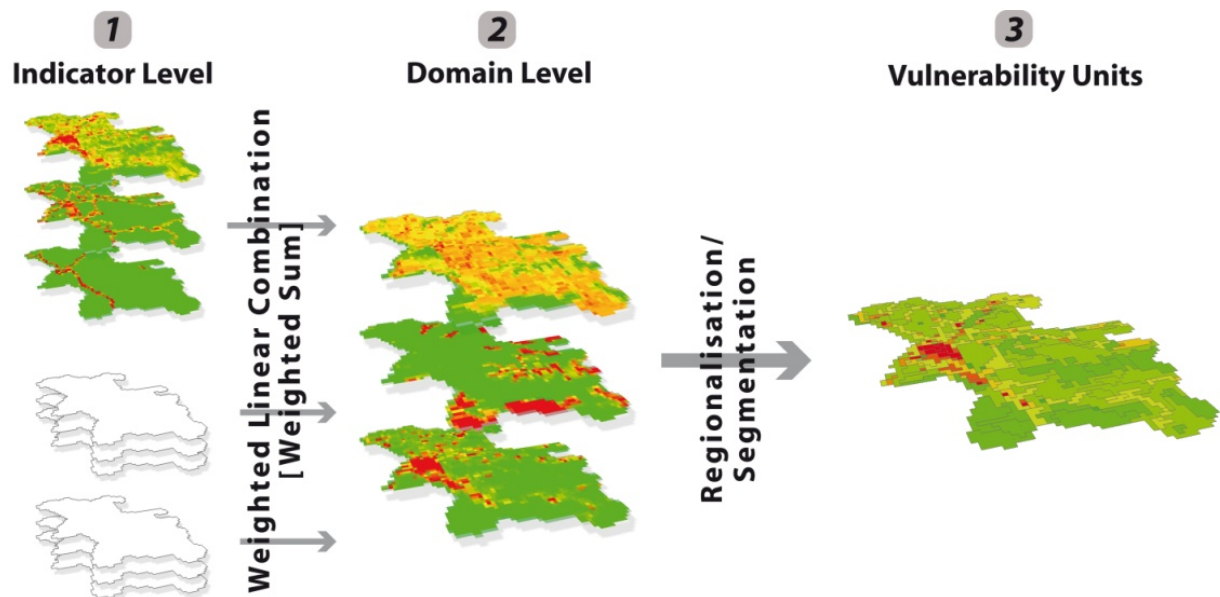 1
Indicator Level
2
Domain Level
3
Vulnerability Units
Weighted Linear Combination
[Weighted Sum]
Regionalisation/
Segmentation